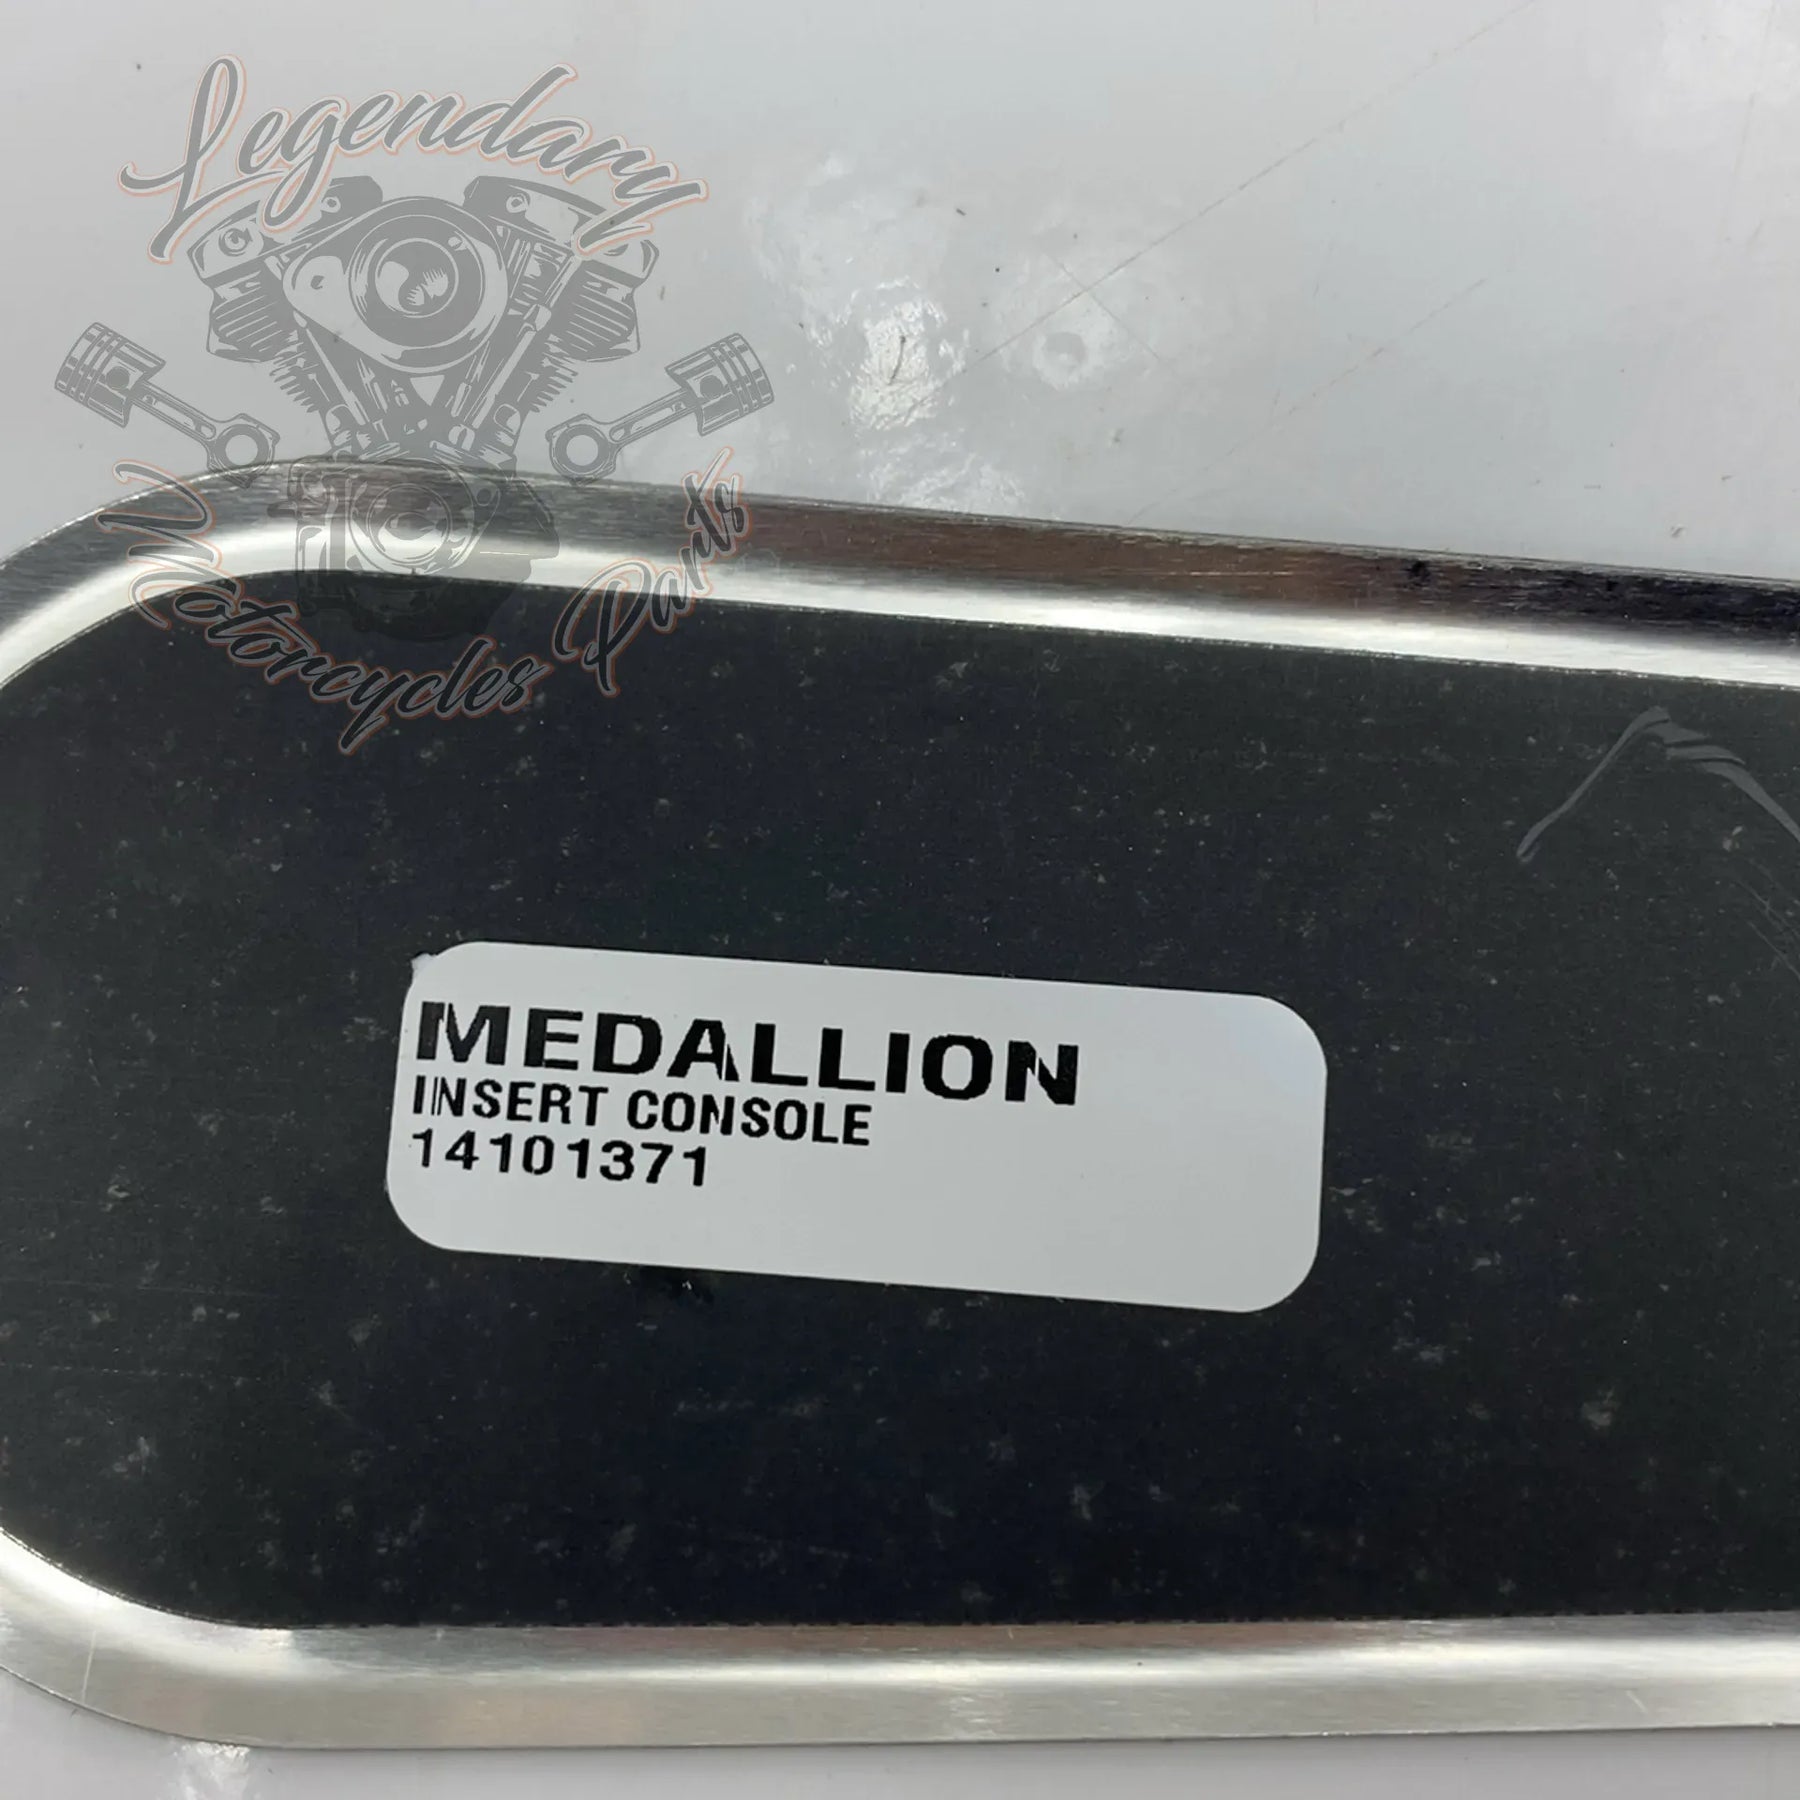 Legendary
Motorcycles Parts
MEDALLION
INSERT CONSOLE
14101371